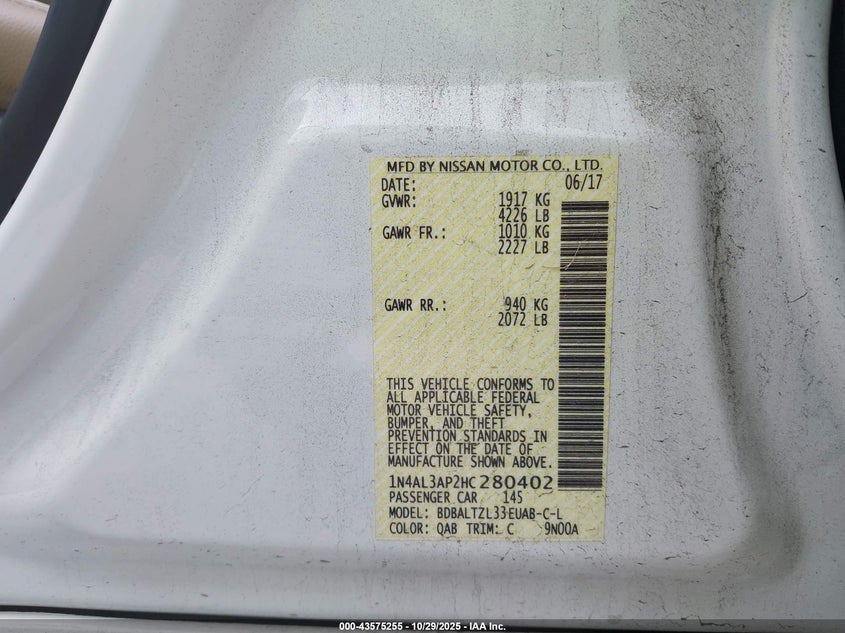 MFD BY NISSAN MOTOR CO., LTD.
DATE: 06/17
GVWR: 1917 KG
4226 LB
GAWR FR.: 1010 KG
2227 LB
GAWR RR.: 940 KG
2072 LB
THIS VEHICLE CONFORMS TO
ALL APPLICABLE FEDERAL
MOTOR VEHICLE SAFETY,
BUMPER, AND THEFT
PREVENTION STANDARDS IN
EFFECT ON THE DATE OF
MANUFACTURE SHOWN ABOVE.
1N4AL3AP2HC280402
PASSENGER CAR 145
MODEL: BDBALTZL33EUAB-C-L
COLOR: QAB TRIM: C 9N00A
000-43575255 - 10/29/2025 - IAA Inc.